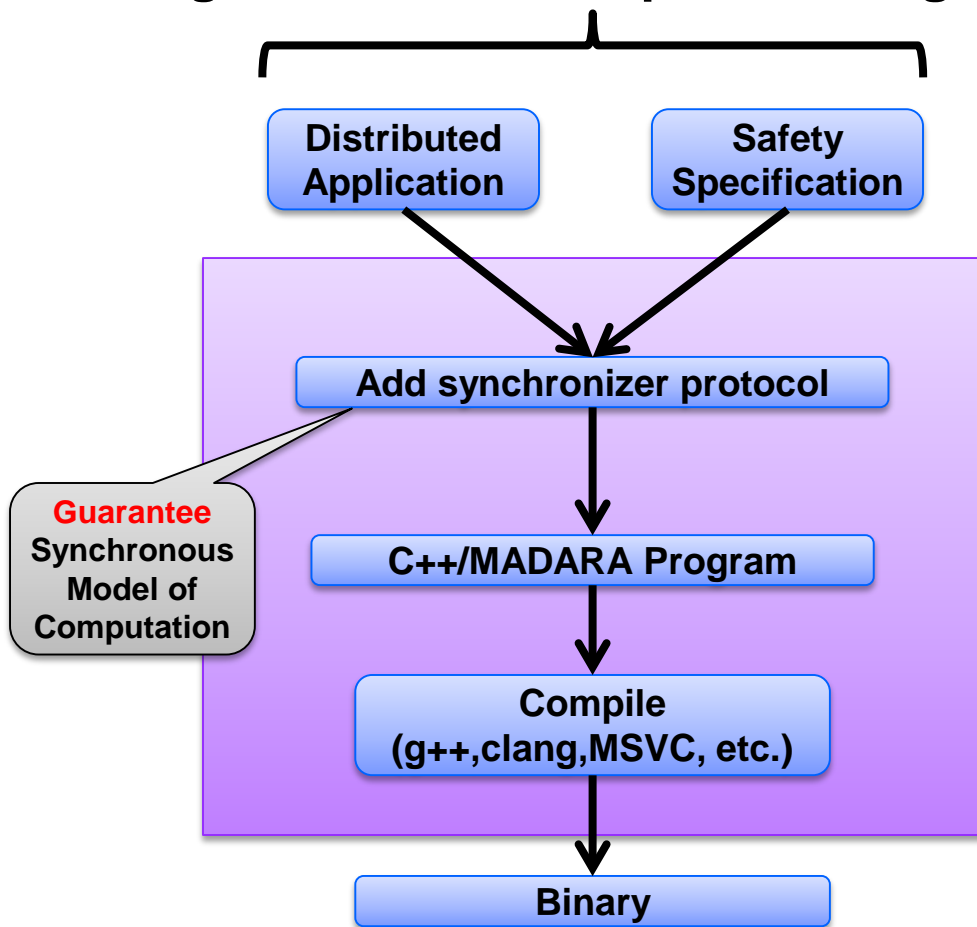 Distributed
Application
Safety
Specification
Add synchronizer protocol
Guarantee
Synchronous
Model of
Computation
C++/MADARA Program
Compile
(g++,clang,MSVC, etc.)
Binary